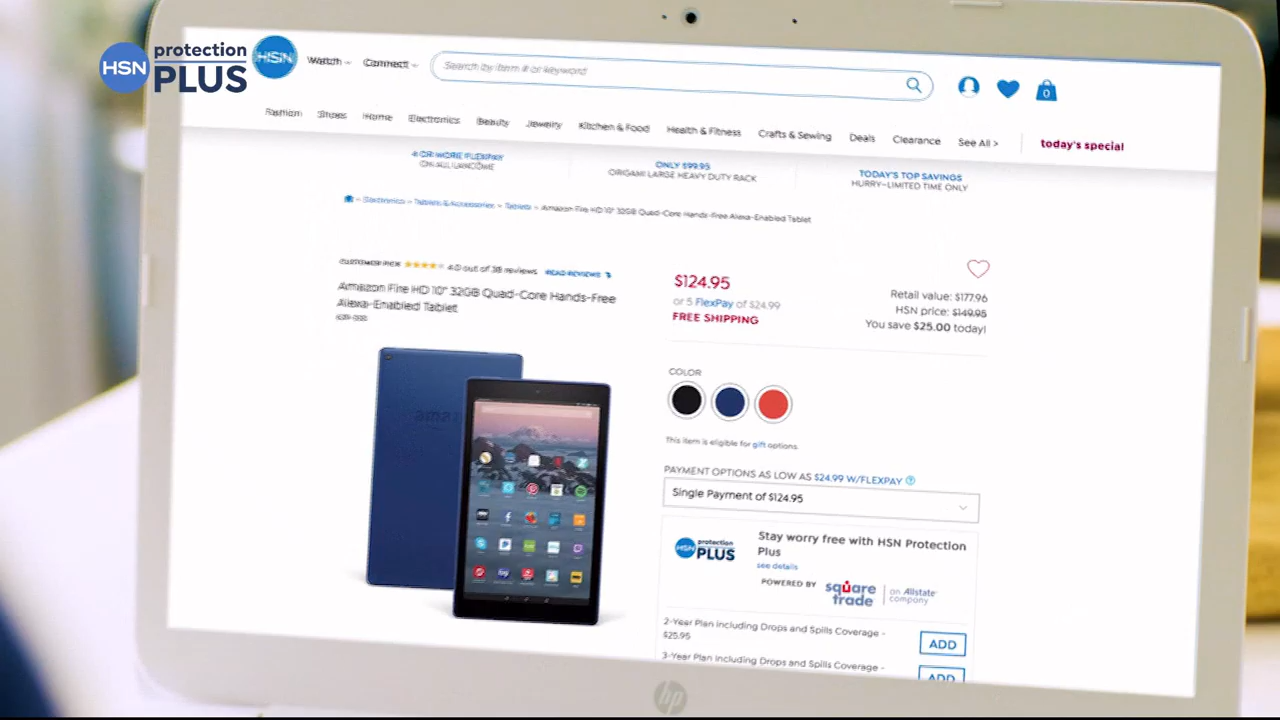 HSN protection PLUS
HSN
Watch
Connect
Search by item # or keyword
0
Fashion Shoes Home Electronics Beauty Jewelry Kitchen & Food Health & Fitness Crafts & Sewing Deals Clearance See All > today's special
4 OR MORE FLEXPAY
ON ALL LANCOME
ONLY $99.95
ORIGAMI LARGE HEAVY DUTY RACK
TODAY'S TOP SAVINGS
HURRY-LIMITED TIME ONLY
Electronics > Tablets & Accessories > Tablets > Amazon Fire HD 10" 32GB Quad-Core Hands-Free Alexa-Enabled Tablet
CUSTOMER PICK 4.0 out of 38 reviews READ REVIEWS
Amazon Fire HD 10" 32GB Quad-Core Hands-Free
Alexa-Enabled Tablet
$124.95
or 5 FlexPay of $24.99
FREE SHIPPING
Retail value: $177.96
HSN price: $149.95
You save $25.00 today!
COLOR
This item is eligible for gift options.
PAYMENT OPTIONS AS LOW AS $24.99 W/FLEXPAY ?
Single Payment of $124.95
HSN protection PLUS
Stay worry free with HSN Protection
Plus
see details
POWERED BY square trade | an Allstate company
2-Year Plan including Drops and Spills Coverage -
$25.95
ADD
3-Year Plan including Drops and Spills Coverage -
ADD
amaz
hp